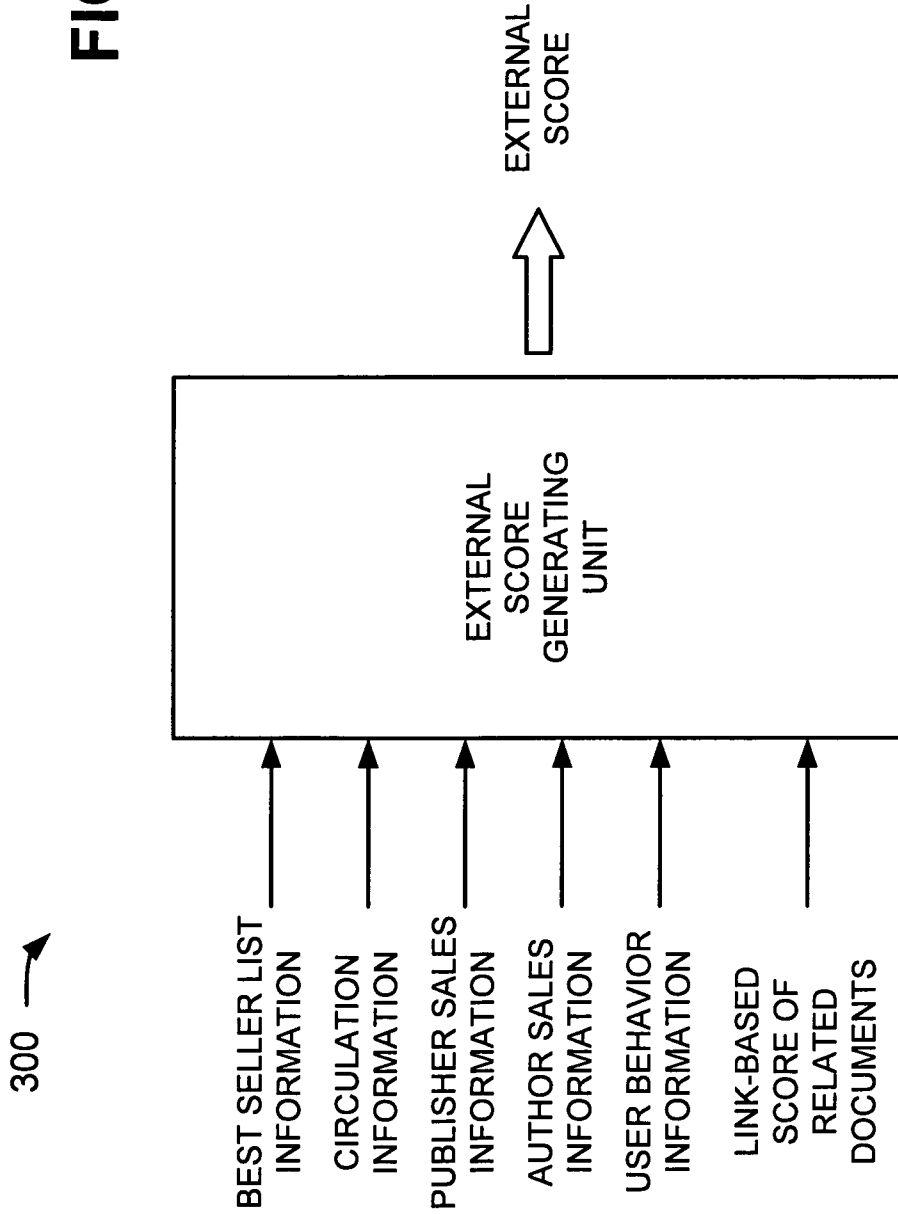 300
BEST SELLER LIST
INFORMATION
CIRCULATION
INFORMATION
PUBLISHER SALES
INFORMATION
AUTHOR SALES
INFORMATION
USER BEHAVIOR
INFORMATION
LINK-BASED
SCORE OF
RELATED
DOCUMENTS
EXTERNAL
SCORE
GENERATING
UNIT
EXTERNAL
SCORE